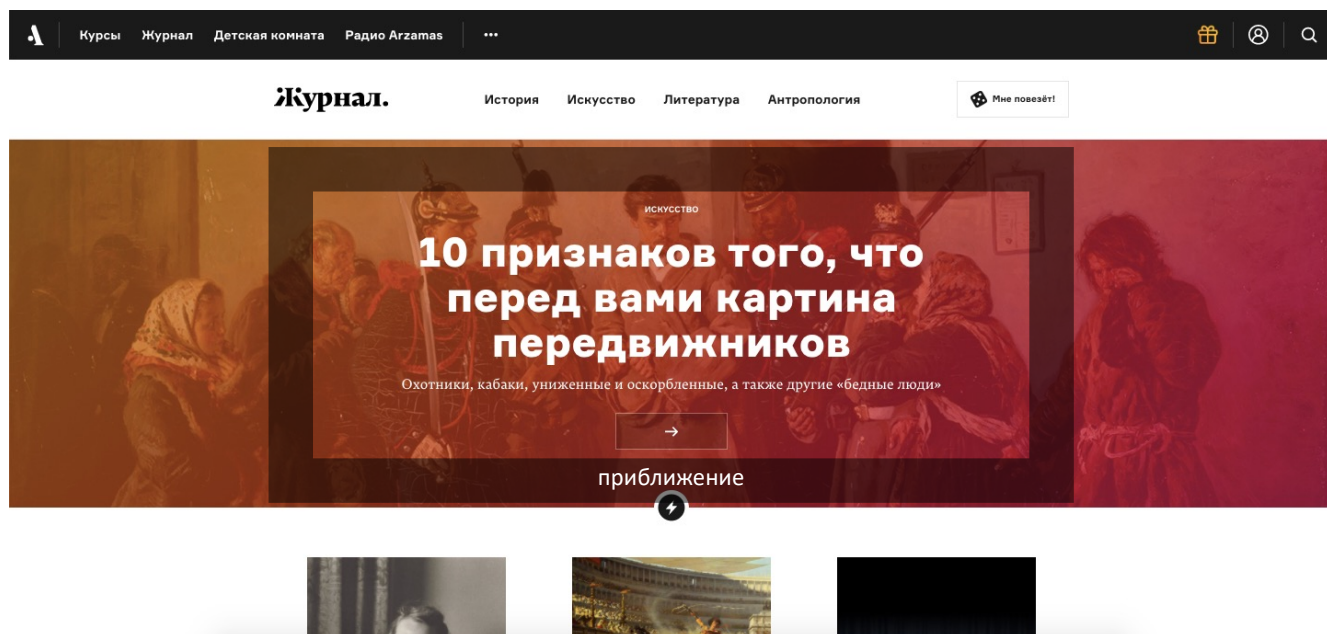 Курсы Журнал Детская комната Радио Arzamas •••
Журнал. История Искусство Литература Антропология Мне повезёт!
ИСКУССТВО
10 признаков того, что
перед вами картина
передвижников
Охотники, кабаки, униженные и оскорбленные, а также другие «бедные люди»
приближение